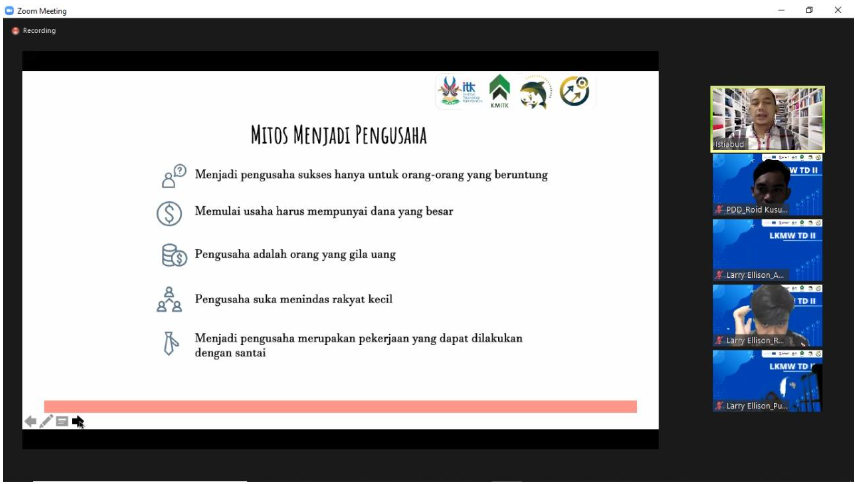 Zoom Meeting
Recording
itk
KMITK
MITOS MENJADI PENGUSAHA
Menjadi pengusaha sukses hanya untuk orang-orang yang beruntung
Memulai usaha harus mempunyai dana yang besar
Pengusaha adalah orang yang gila uang
Pengusaha suka menindas rakyat kecil
Menjadi pengusaha merupakan pekerjaan yang dapat dilakukan
dengan santai
Istiabud
W TD II
PDD_Roid Kusu...
LKMW TD II
Larry Ellison_A...
TD II
Larry Ellison_R...
LKMW TD
Larry Ellison_Pu...